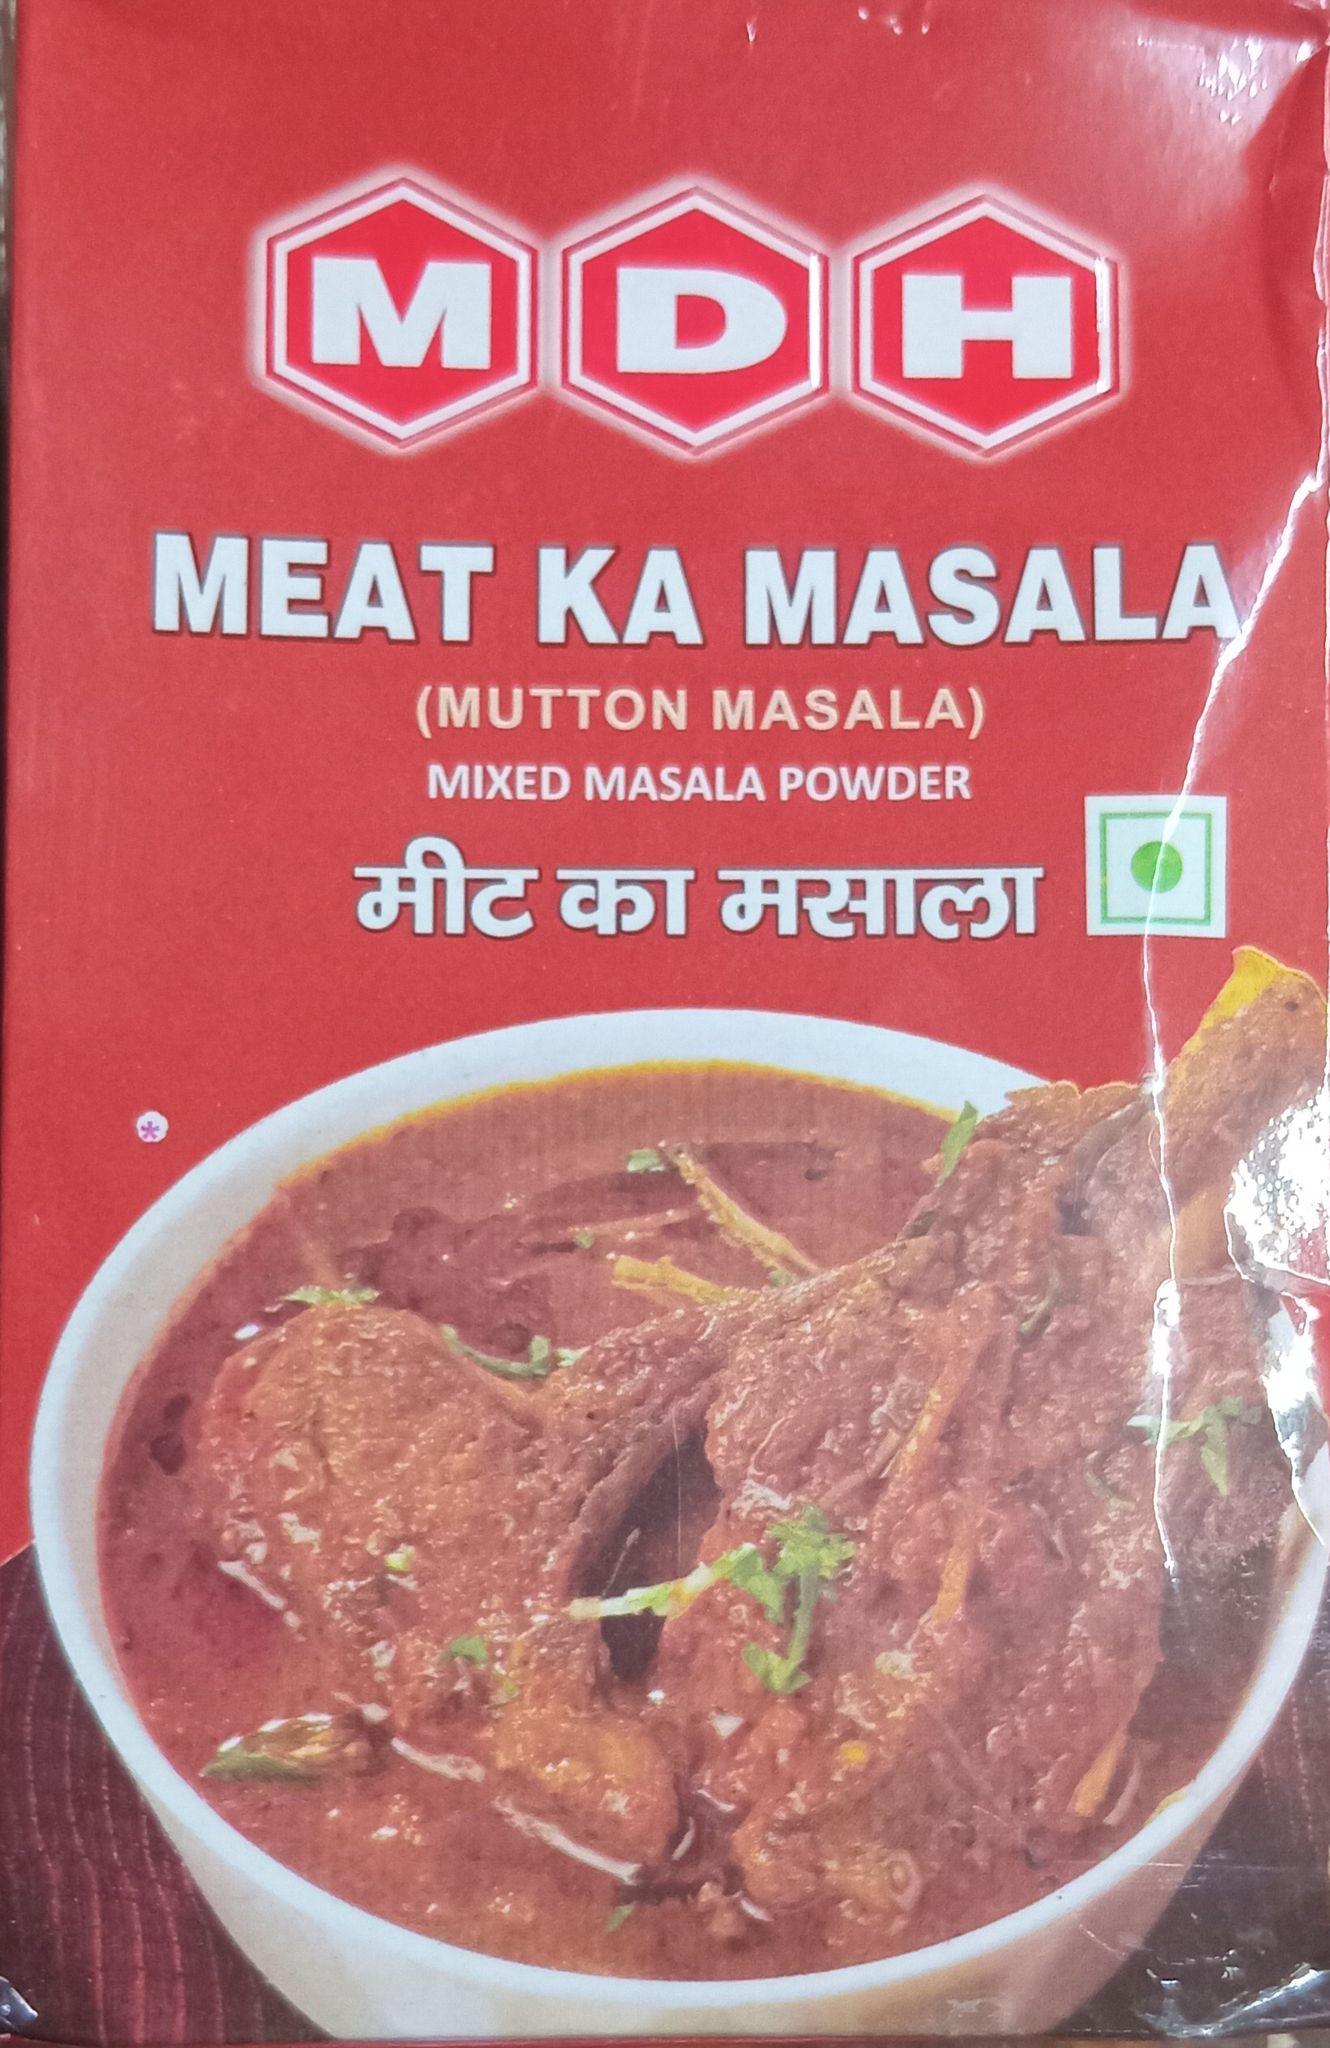 MDH
MEAT KA MASALA
(MUTTON MASALA)
MIXED MASALA POWDER
मीट का मसाला
*